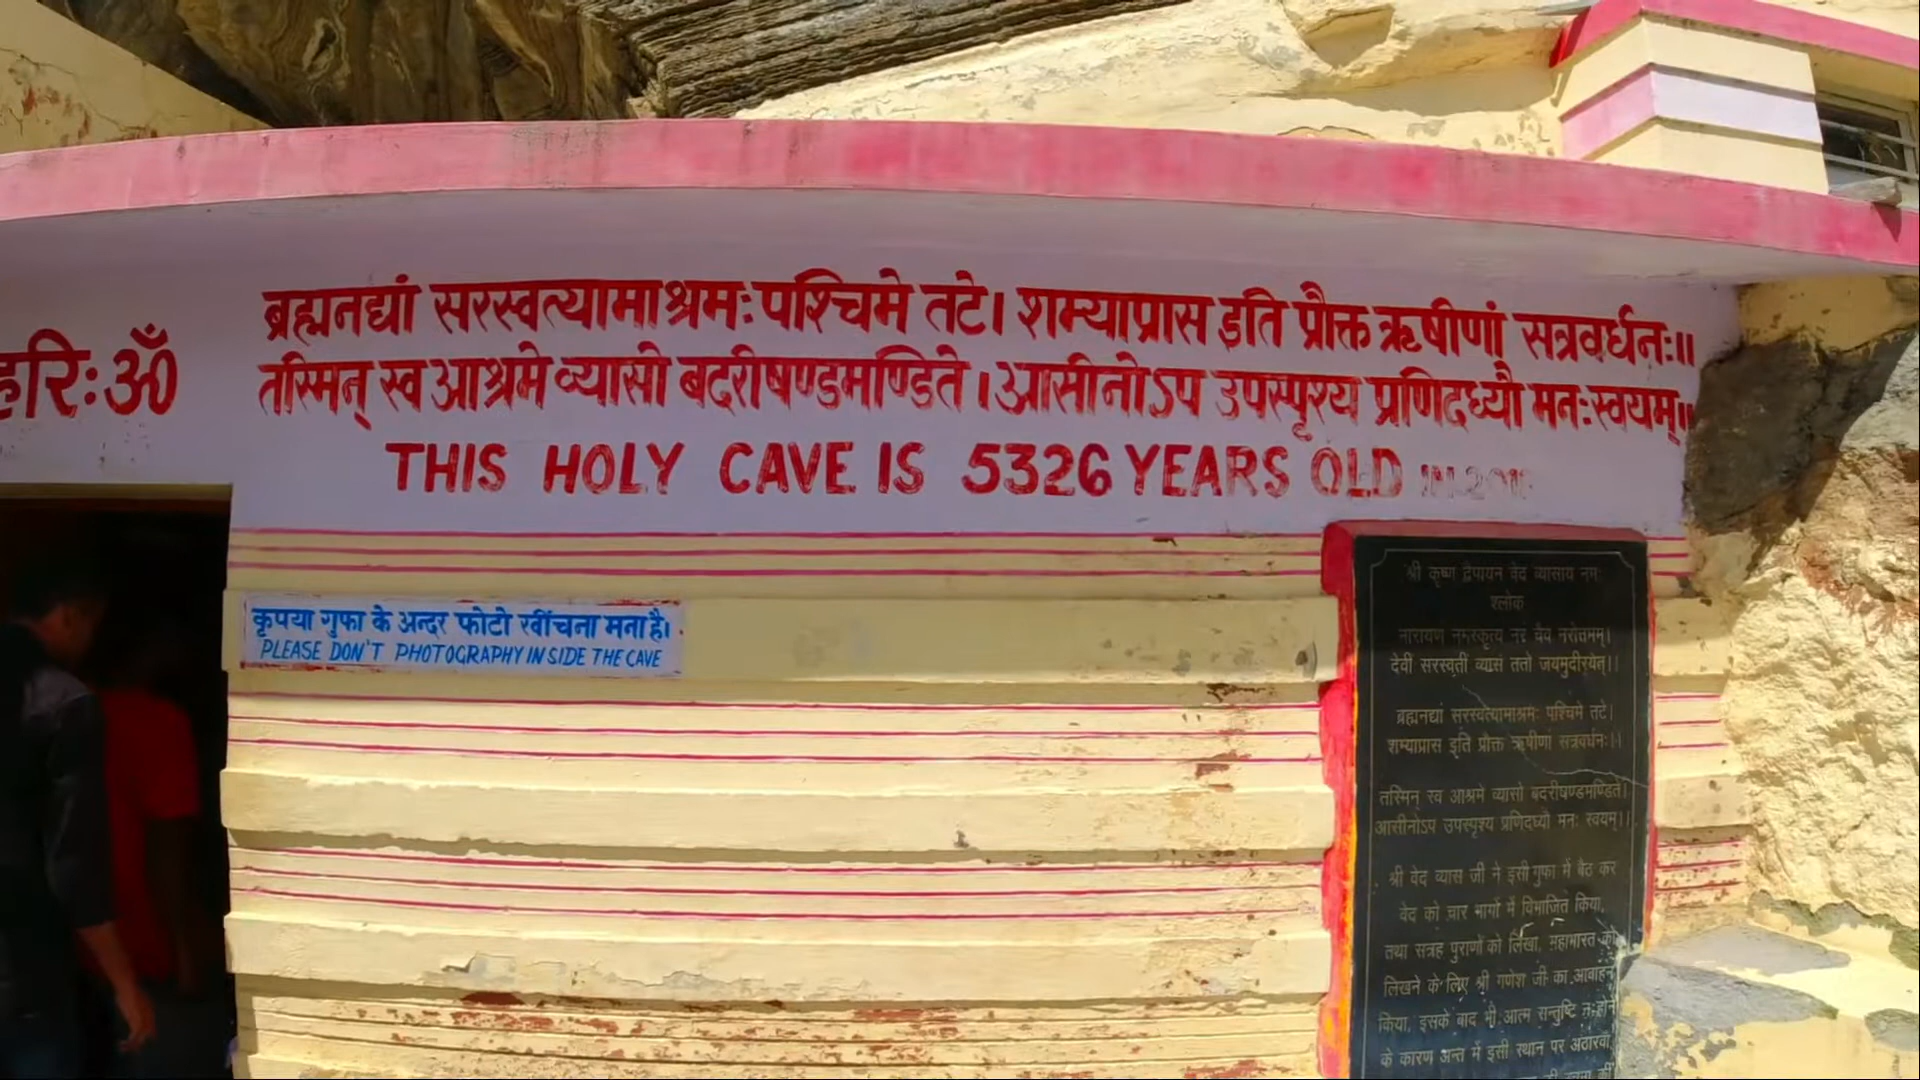 हरिःॐ
ब्रह्मनद्यां सरस्वत्यामाश्रमः पश्चिमे तटे। शम्याप्रास इति प्रौक्त ऋषीणां सत्रवर्धनः॥
तस्मिन् स्व आश्रमे व्यासो बदरीषण्डमण्डिते। आसीनोऽप उपस्पृश्य प्रणिदध्यौ मनःस्वयम्॥
THIS HOLY CAVE IS 5326 YEARS OLD
कृपया गुफा के अन्दर फोटो खींचना मना है।
PLEASE DON'T PHOTOGRAPHY INSIDE THE CAVE
श्री कृष्ण द्वैपायन वेद व्यासाय नमः
श्लोक
नारायण नमस्कृत्य नर चैव नरोत्तमम्।
देवीं सरस्वतीं व्यासं ततो जयमुदीरयेत्।।
ब्रह्मनद्यां सरस्वत्यामाश्रमः पश्चिमे तटे।
शम्याप्रास इति प्रौक्त ऋषीणां सत्रवर्धनः।।
तस्मिन् स्व आश्रमे व्यासो बदरीषण्डमण्डिते।
आसीनोऽप उपस्पृश्य प्रणिदध्यौ मनः स्वयम्।।
श्री वेद व्यास जी ने इसी गुफा में बैठ कर
वेद को चार भागों में विभाजित किया,
तथा सत्रह पुराणों को लिखा, महाभारत को
लिखने के लिए श्री गणेश जी का आवाहन
किया, इसके बाद भी आत्म सन्तुष्टि न होने
के कारण अन्त में इसी स्थान पर अठारवां